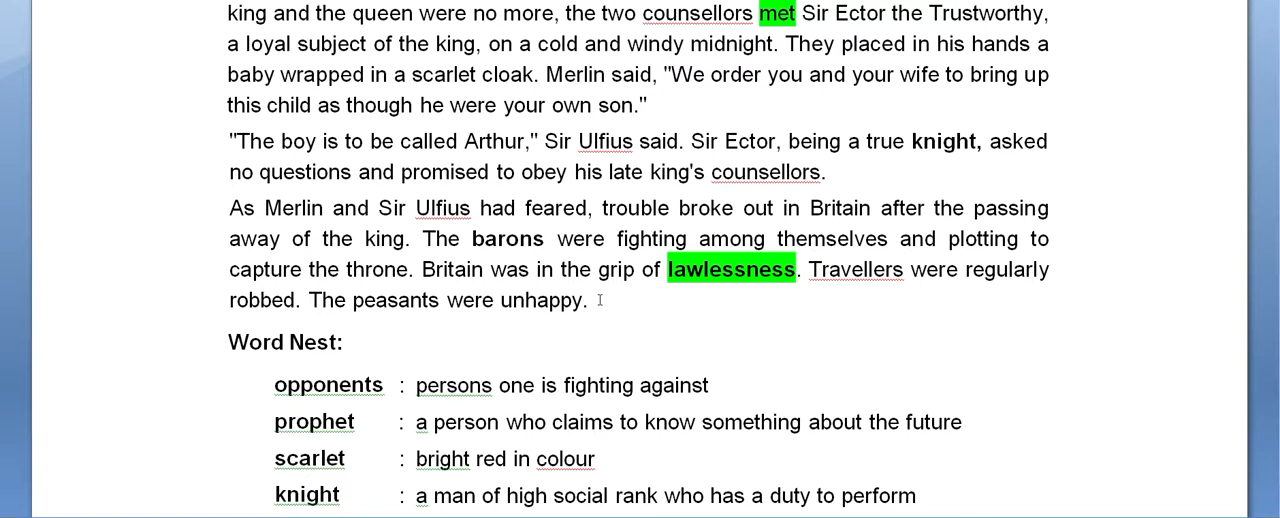 king and the queen were no more, the two counsellors met Sir Ector the Trustworthy,
a loyal subject of the king, on a cold and windy midnight. They placed in his hands a
baby wrapped in a scarlet cloak. Merlin said, "We order you and your wife to bring up
this child as though he were your own son."
"The boy is to be called Arthur," Sir Ulfius said. Sir Ector, being a true knight, asked
no questions and promised to obey his late king's counsellors.
As Merlin and Sir Ulfius had feared, trouble broke out in Britain after the passing
away of the king. The barons were fighting among themselves and plotting to
capture the throne. Britain was in the grip of lawlessness. Travellers were regularly
robbed. The peasants were unhappy.
Word Nest:
opponents : persons one is fighting against
prophet : a person who claims to know something about the future
scarlet : bright red in colour
knight : a man of high social rank who has a duty to perform